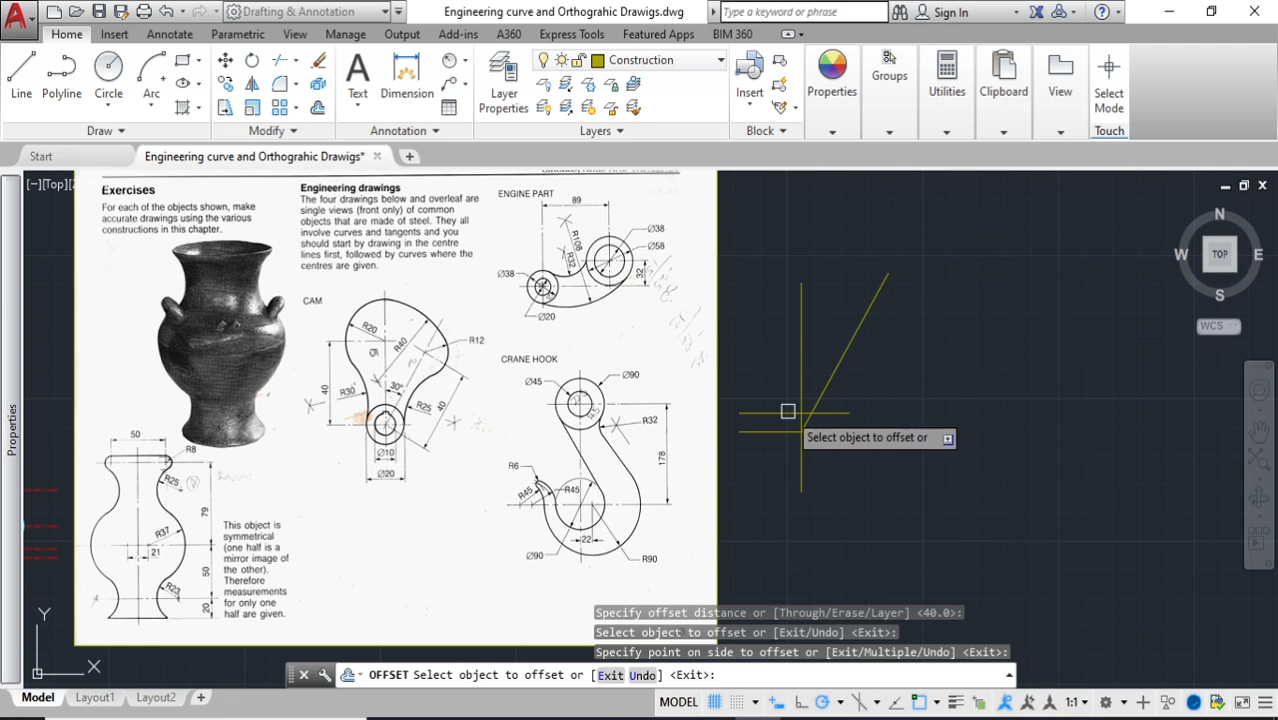 Drafting & Annotation
Engineering curve and Orthograhic Drawigs.dwg
Type a keyword or phrase
Sign In
Home
Insert
Annotate
Parametric
View
Manage
Output
Add-ins
A360
Express Tools
Featured Apps
BIM 360
Line
Polyline
Circle
Arc
Text
Dimension
Layer
Properties
Construction
Insert
Properties
Groups
Utilities
Clipboard
View
Select
Mode
Draw
Modify
Annotation
Layers
Block
Touch
Start
Engineering curve and Orthograhic Drawigs*
[−][Top]
Properties
Exercises
For each of the objects shown, make
accurate drawings using the various
constructions in this chapter.
Engineering drawings
The four drawings below and overleaf are
single views (front only) of common
objects that are made of steel. They all
involve curves and tangents and you
should start by drawing in the centre
lines first, followed by curves where the
centres are given.
ENGINE PART
89
Ø38
Ø58
R108
R32
Ø38
32
Ø20
CAM
R20
R40
R12
40
R30
30°
R25
40
Ø10
Ø20
CRANE HOOK
Ø45
Ø90
R32
178
R6
R45
R45
Ø90
22
R90
50
R8
R25
79
R37
21
50
R23
20
This object is
symmetrical
(one half is a
mirror image of
the other).
Therefore
measurements
for only one
half are given.
N
W
TOP
E
S
WCS
Select object to offset or
Y
X
Specify offset distance or [Through/Erase/Layer] <40.0>:
Select object to offset or [Exit/Undo] <Exit>:
Specify point on side to offset or [Exit/Multiple/Undo] <Exit>:
OFFSET Select object to offset or [Exit Undo] <Exit>:
Model
Layout1
Layout2
MODEL
1:1